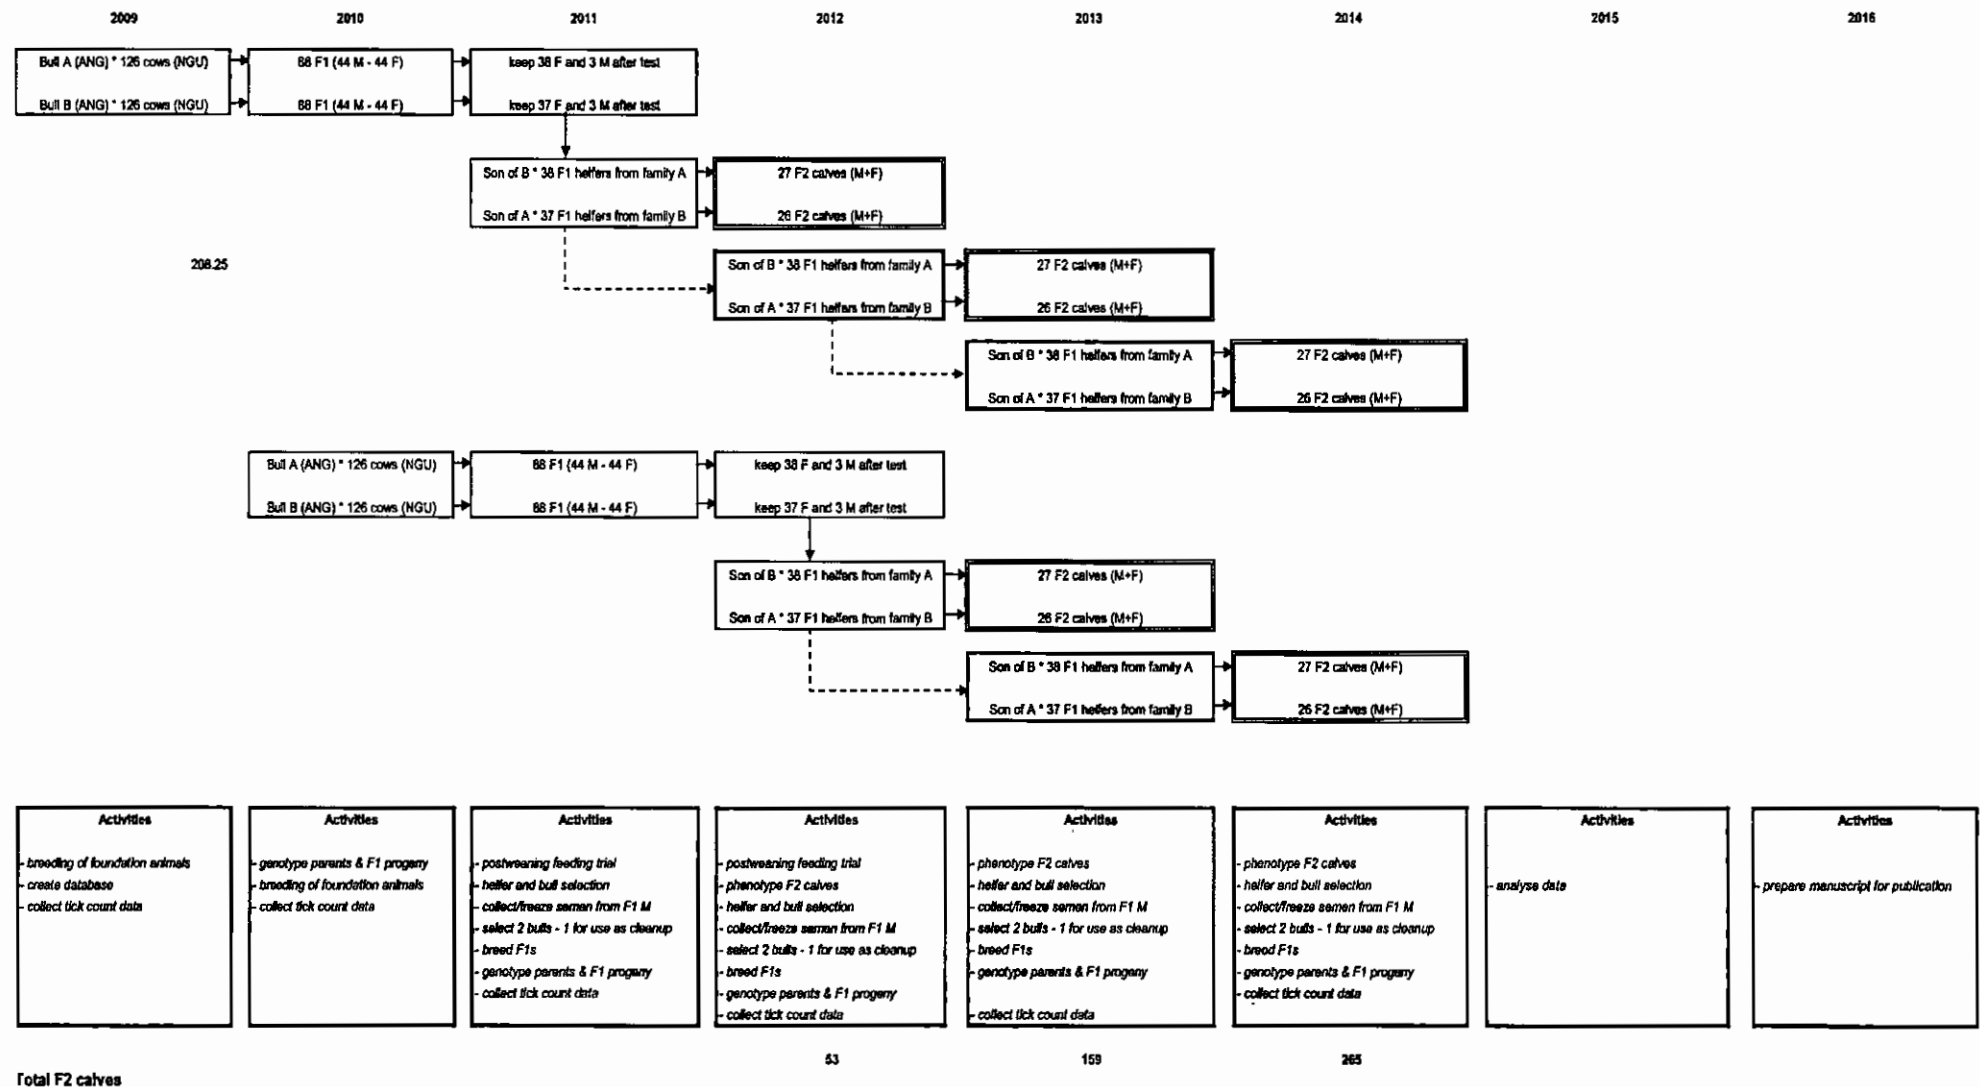 2009 2010 2011 2012 2013 2014 2015 2016
Bull A (ANG) * 126 cows (NGU) 88 F1 (44 M - 44 F) keep 38 F and 3 M after test
Bull B (ANG) * 126 cows (NGU) 88 F1 (44 M - 44 F) keep 37 F and 3 M after test
Son of B * 38 F1 heifers from family A 27 F2 calves (M+F)
Son of A * 37 F1 heifers from family B 26 F2 calves (M+F)
208.25 Son of B * 38 F1 heifers from family A 27 F2 calves (M+F)
Son of A * 37 F1 heifers from family B 26 F2 calves (M+F)
Son of B * 38 F1 heifers from family A 27 F2 calves (M+F)
Son of A * 37 F1 heifers from family B 26 F2 calves (M+F)
Bull A (ANG) * 126 cows (NGU) 88 F1 (44 M - 44 F) keep 38 F and 3 M after test
Bull B (ANG) * 126 cows (NGU) 88 F1 (44 M - 44 F) keep 37 F and 3 M after test
Son of B * 38 F1 heifers from family A 27 F2 calves (M+F)
Son of A * 37 F1 heifers from family B 26 F2 calves (M+F)
Son of B * 38 F1 heifers from family A 27 F2 calves (M+F)
Son of A * 37 F1 heifers from family B 26 F2 calves (M+F)
Activities
- breeding of foundation animals
- create database
- collect tick count data
Activities
- genotype parents & F1 progeny
- breeding of foundation animals
- collect tick count data
Activities
- postweaning feeding trial
- heifer and bull selection
- collect/freeze semen from F1 M
- select 2 bulls - 1 for use as cleanup
- breed F1s
- genotype parents & F1 progeny
- collect tick count data
Activities
- postweaning feeding trial
- phenotype F2 calves
- heifer and bull selection
- collect/freeze semen from F1 M
- select 2 bulls - 1 for use as cleanup
- breed F1s
- genotype parents & F1 progeny
- collect tick count data
Activities
- phenotype F2 calves
- heifer and bull selection
- collect/freeze semen from F1 M
- select 2 bulls - 1 for use as cleanup
- breed F1s
- genotype parents & F1 progeny
- collect tick count data
Activities
- phenotype F2 calves
- heifer and bull selection
- collect/freeze semen from F1 M
- select 2 bulls - 1 for use as cleanup
- breed F1s
- genotype parents & F1 progeny
- collect tick count data
Activities
- analyse data
Activities
- prepare manuscript for publication
53 159 265
Total F2 calves